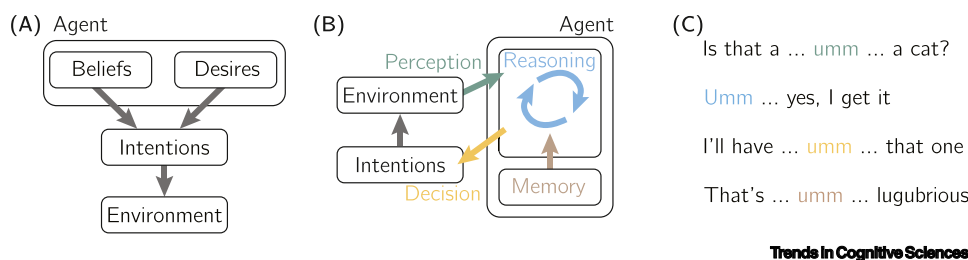 (A) Agent
Beliefs Desires
Intentions
Environment
(B) Agent
Perception Reasoning
Environment
Intentions
Decision Memory
(C)
Is that a ... umm ... a cat?
Umm ... yes, I get it
I'll have ... umm ... that one
That's ... umm ... lugubrious
Trends in Cognitive Sciences